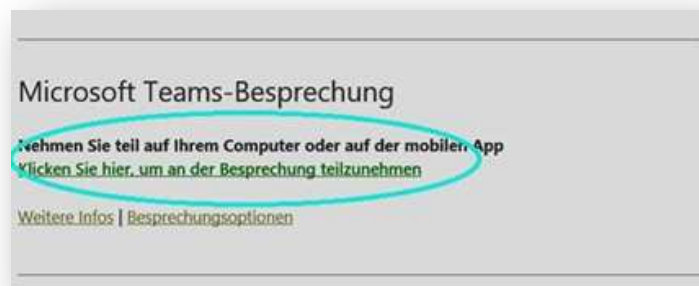 Microsoft Teams-Besprechung
Nehmen Sie teil auf Ihrem Computer oder auf der mobilen App
Klicken Sie hier, um an der Besprechung teilzunehmen
Weitere Infos | Besprechungsoptionen